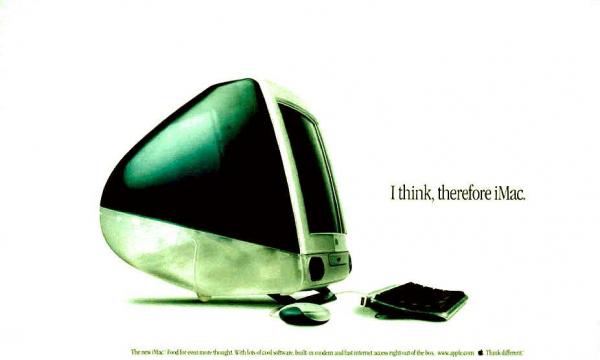 I think, therefore iMac.
The new iMac. Food for even more thought. With lots of cool software, built-in modem and fast internet access right out of the box. www.apple.com Think different.